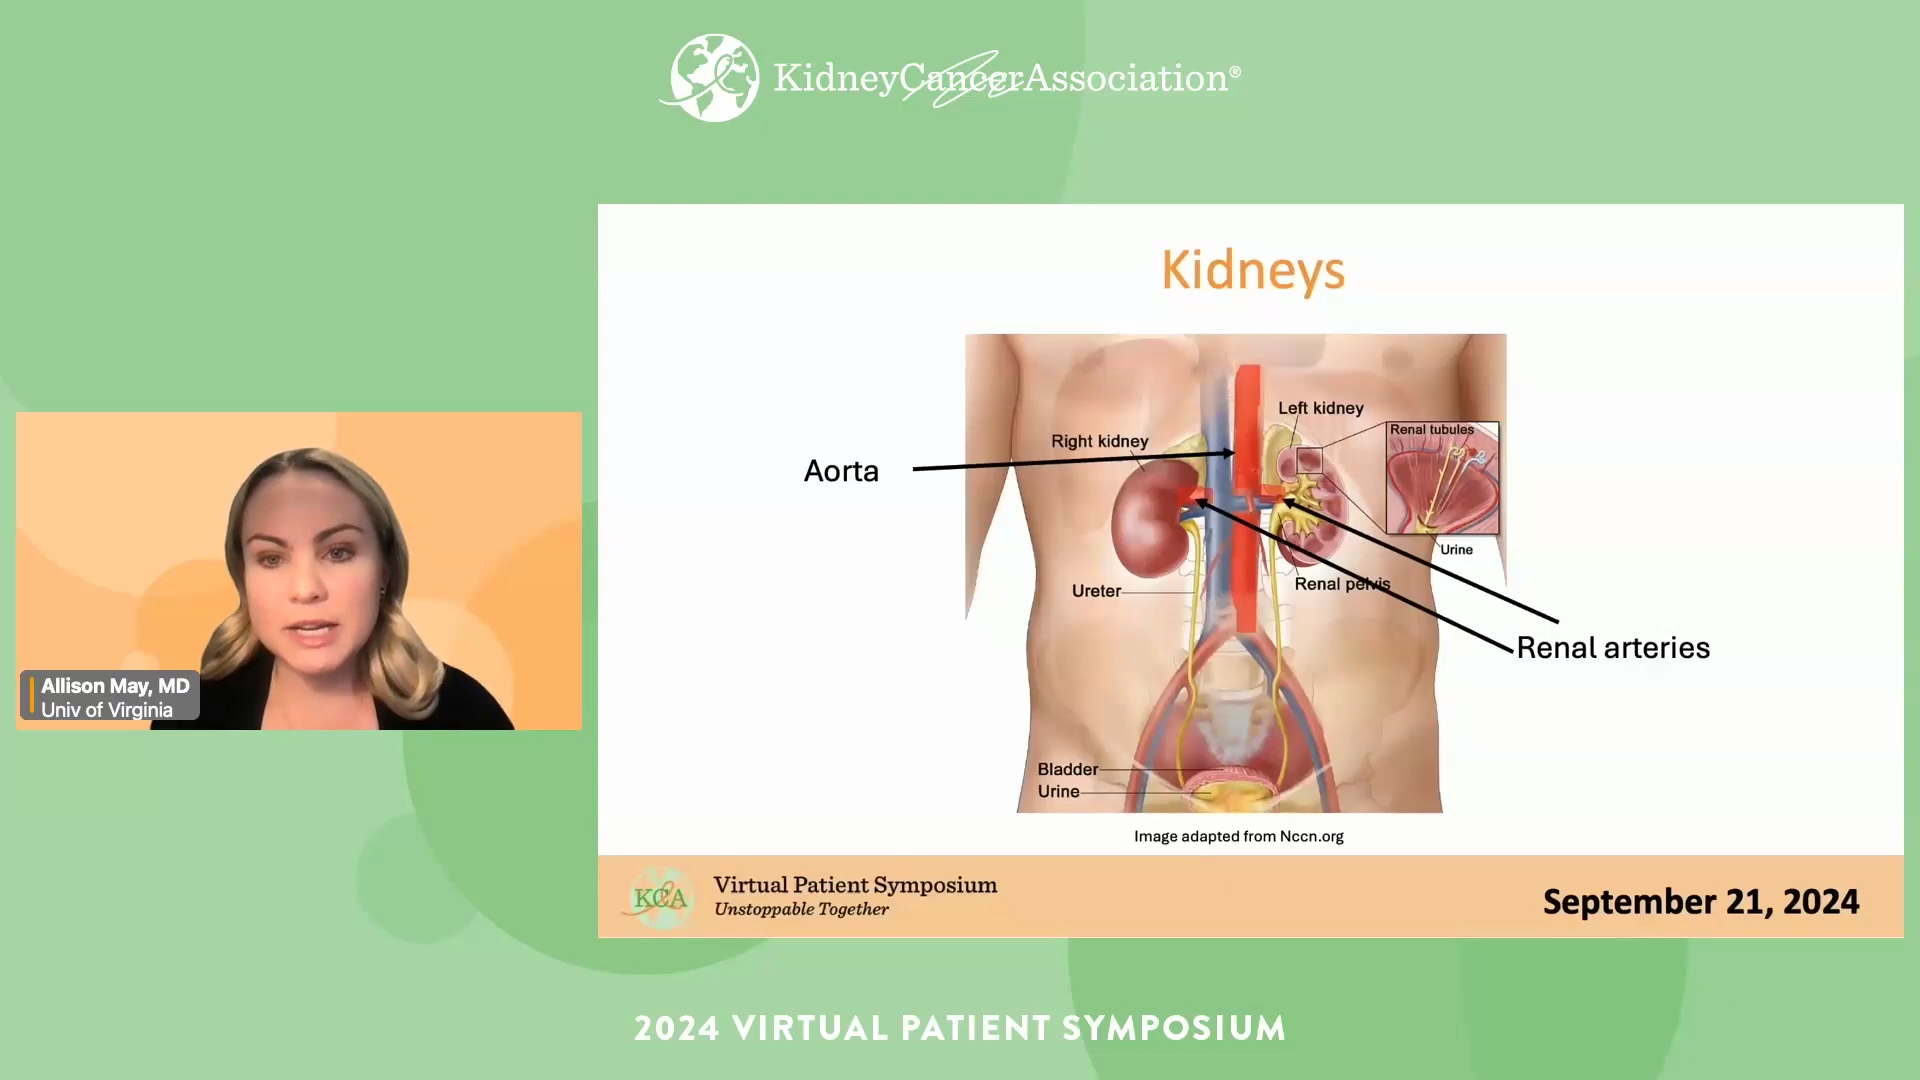 KidneyCancerAssociation®
Kidneys
Left kidney
Renal tubules
Right kidney
Aorta
Urine
Renal pelvis
Ureter
Renal arteries
Bladder
Urine
Image adapted from Nccn.org
Allison May, MD
Univ of Virginia
KCA
Virtual Patient Symposium
Unstoppable Together
September 21, 2024
2024 VIRTUAL PATIENT SYMPOSIUM